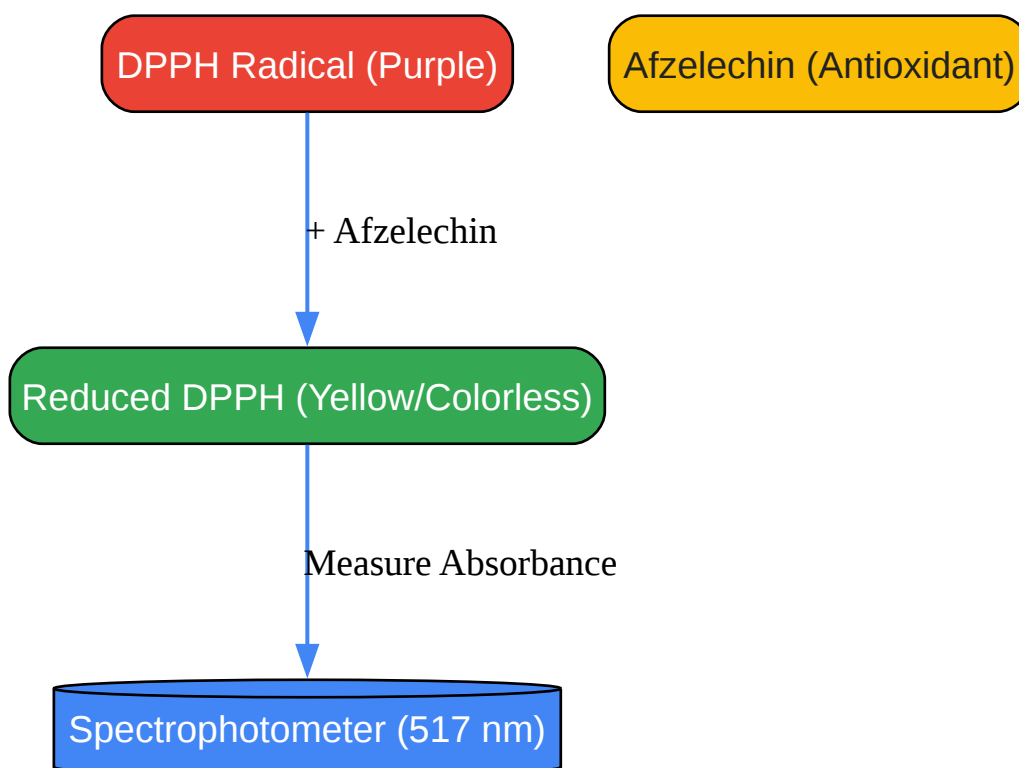 DPPH Radical (Purple)
Afzelechin (Antioxidant)
+ Afzelechin
Reduced DPPH (Yellow/Colorless)
Measure Absorbance
Spectrophotometer (517 nm)